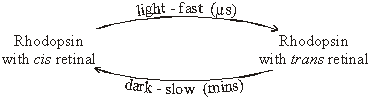 light - fast (μs)
Rhodopsin
with cis retinal
Rhodopsin
with trans retinal
dark - slow (mins)